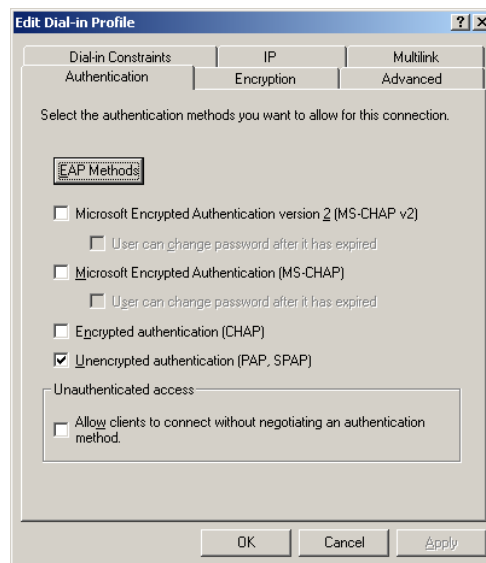 Edit Dial-in Profile
Dial-in Constraints IP Multilink
Authentication Encryption Advanced
Select the authentication methods you want to allow for this connection.
EAP Methods
Microsoft Encrypted Authentication version 2 (MS-CHAP v2)
User can change password after it has expired
Microsoft Encrypted Authentication (MS-CHAP)
User can change password after it has expired
Encrypted authentication (CHAP)
Unencrypted authentication (PAP, SPAP)
Unauthenticated access
Allow clients to connect without negotiating an authentication
method.
OK Cancel Apply